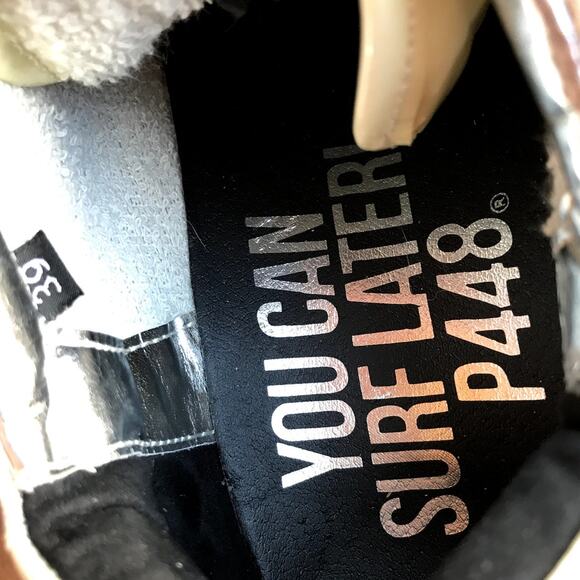 YOU CAN
SURF LATER!
P448®
39